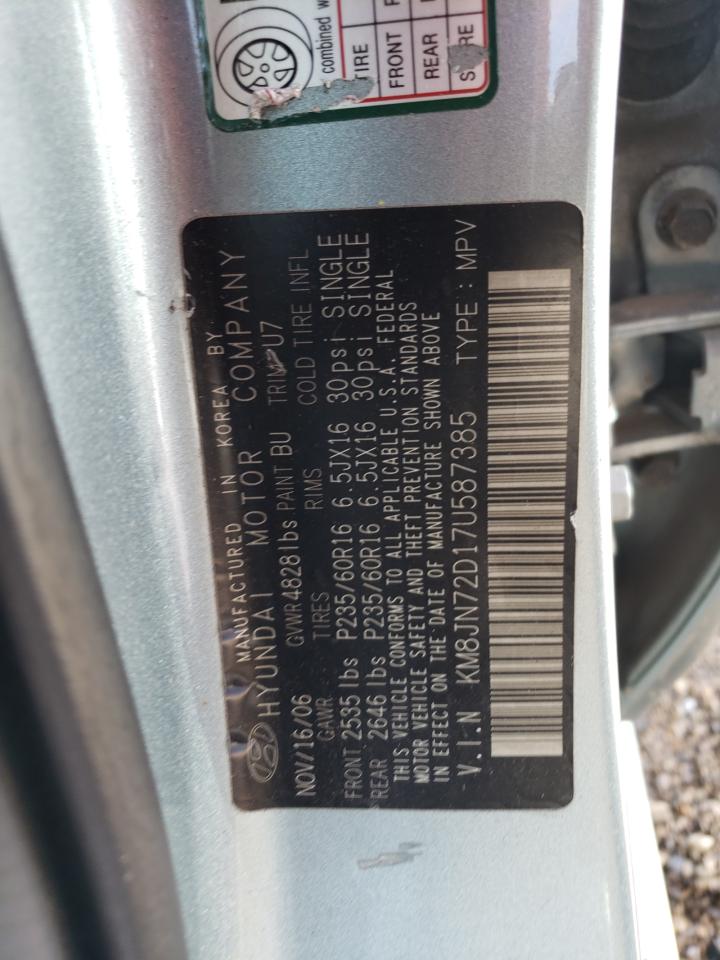 combined w
TIRE
FRONT
REAR
MANUFACTURED IN KOREA BY
HYUNDAI MOTOR COMPANY
NOV/16/06 GVWR 4828lbs PAINT BU TRIM U7
GAWR TIRES RIMS COLD TIRE INFL
FRONT 2535 lbs P235/60R16 6.5JX16 30psi SINGLE
REAR 2646 lbs P235/60R16 6.5JX16 30psi SINGLE
THIS VEHICLE CONFORMS TO ALL APPLICABLE U.S.A. FEDERAL
MOTOR VEHICLE SAFETY AND THEFT PREVENTION STANDARDS
IN EFFECT ON THE DATE OF MANUFACTURE SHOWN ABOVE
V.I.N KM8JN72D17U587385 TYPE : MPV